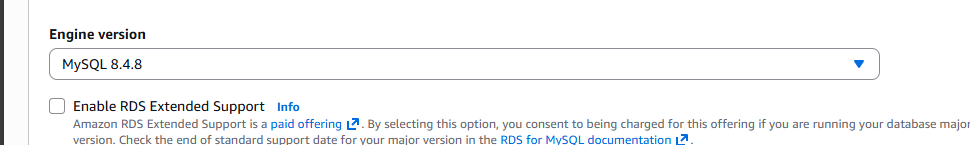 Engine version
MySQL 8.4.8
Enable RDS Extended Support Info
Amazon RDS Extended Support is a paid offering . By selecting this option, you consent to being charged for this offering if you are running your database major
version. Check the end of standard support date for your major version in the RDS for MySQL documentation .